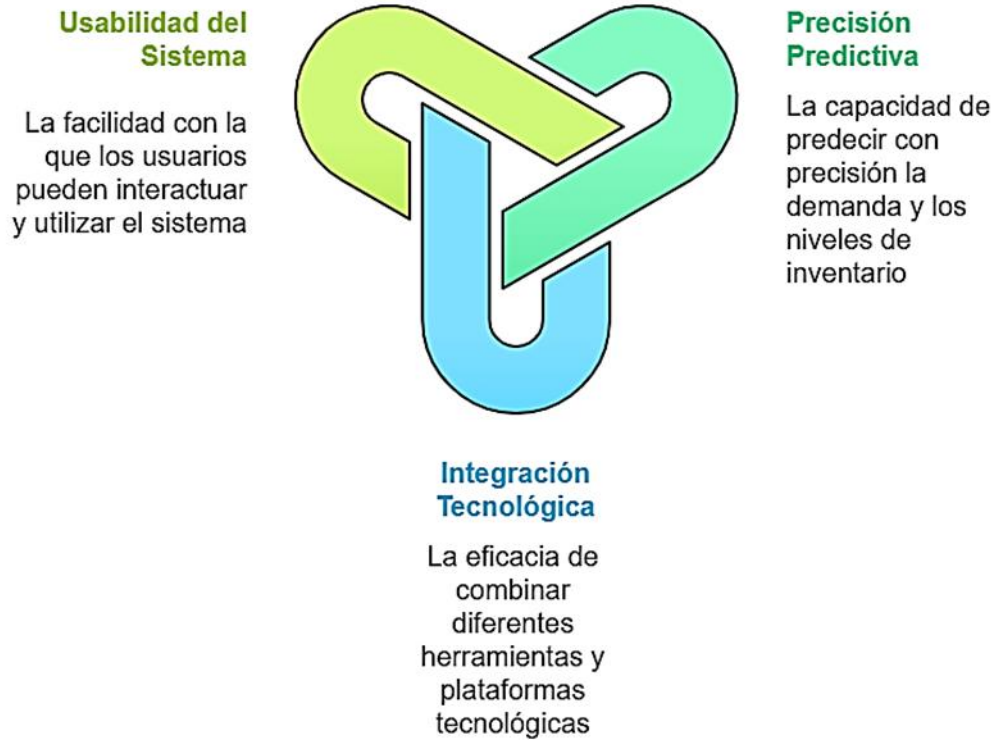 Usabilidad del
Sistema
La facilidad con la
que los usuarios
pueden interactuar
y utilizar el sistema
Precisión
Predictiva
La capacidad de
predecir con
precisión la
demanda y los
niveles de
inventario
Integración
Tecnológica
La eficacia de
combinar
diferentes
herramientas y
plataformas
tecnológicas